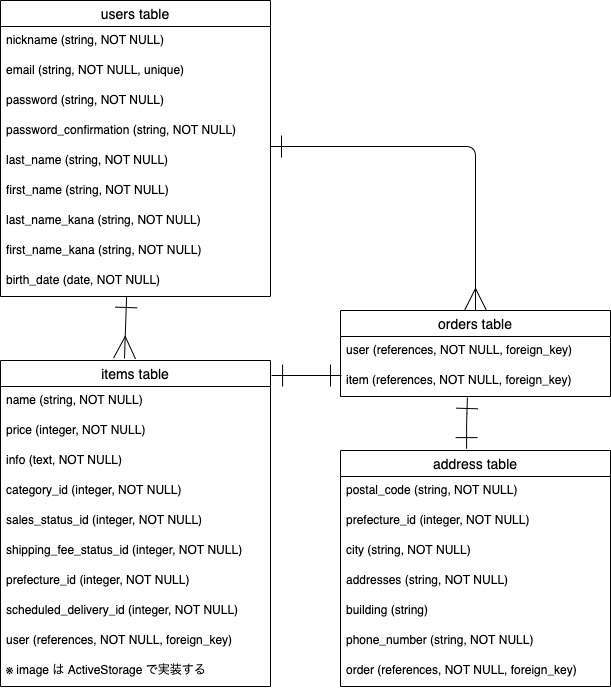 users table
nickname (string, NOT NULL)
email (string, NOT NULL, unique)
password (string, NOT NULL)
password_confirmation (string, NOT NULL)
last_name (string, NOT NULL)
first_name (string, NOT NULL)
last_name_kana (string, NOT NULL)
first_name_kana (string, NOT NULL)
birth_date (date, NOT NULL)
items table
name (string, NOT NULL)
price (integer, NOT NULL)
info (text, NOT NULL)
category_id (integer, NOT NULL)
sales_status_id (integer, NOT NULL)
shipping_fee_status_id (integer, NOT NULL)
prefecture_id (integer, NOT NULL)
scheduled_delivery_id (integer, NOT NULL)
user (references, NOT NULL, foreign_key)
※ image は ActiveStorage で実装する
orders table
user (references, NOT NULL, foreign_key)
item (references, NOT NULL, foreign_key)
address table
postal_code (string, NOT NULL)
prefecture_id (integer, NOT NULL)
city (string, NOT NULL)
addresses (string, NOT NULL)
building (string)
phone_number (string, NOT NULL)
order (references, NOT NULL, foreign_key)